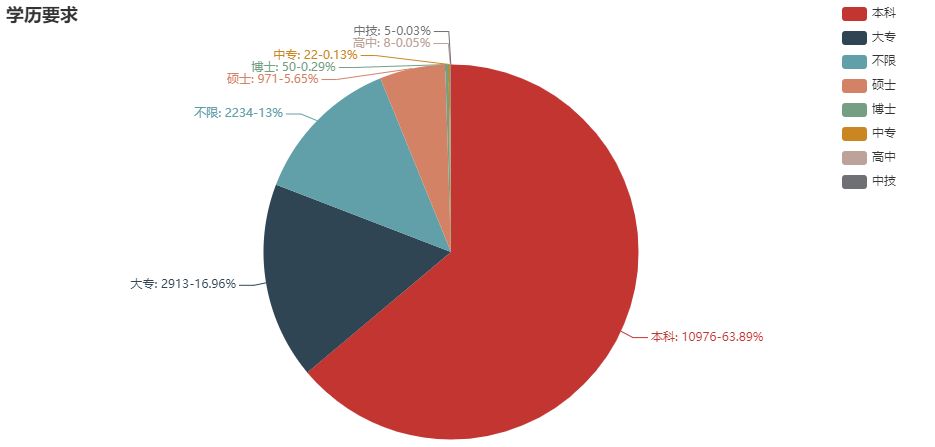 学历要求
中技: 5-0.03%
高中: 8-0.05%
中专: 22-0.13%
博士: 50-0.29%
硕士: 971-5.65%
不限: 2234-13%
大专: 2913-16.96%
本科: 10976-63.89%
本科
大专
不限
硕士
博士
中专
高中
中技